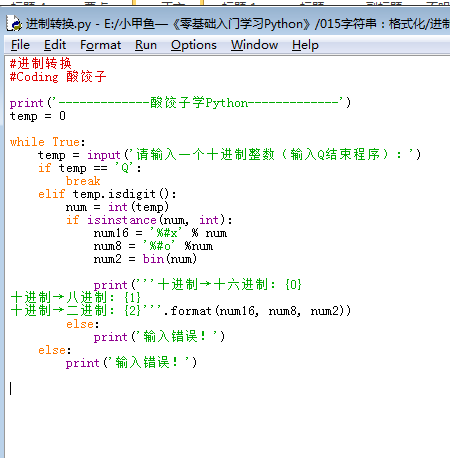 进制转换.py - E:/小甲鱼—《零基础入门学习Python》/015字符串：格式化/进制
File Edit Format Run Options Window Help
#进制转换
#Coding 酸饺子
print('-------------酸饺子学Python-------------')
temp = 0
while True:
    temp = input('请输入一个十进制整数（输入Q结束程序）：')
    if temp == 'Q':
        break
    elif temp.isdigit():
        num = int(temp)
        if isinstance(num, int):
            num16 = '%#x' % num
            num8 = '%#o' %num
            num2 = bin(num)
            print('''十进制→十六进制：{0}
十进制→八进制：{1}
十进制→二进制：{2}'''.format(num16, num8, num2))
        else:
            print('输入错误！')
    else:
        print('输入错误！')